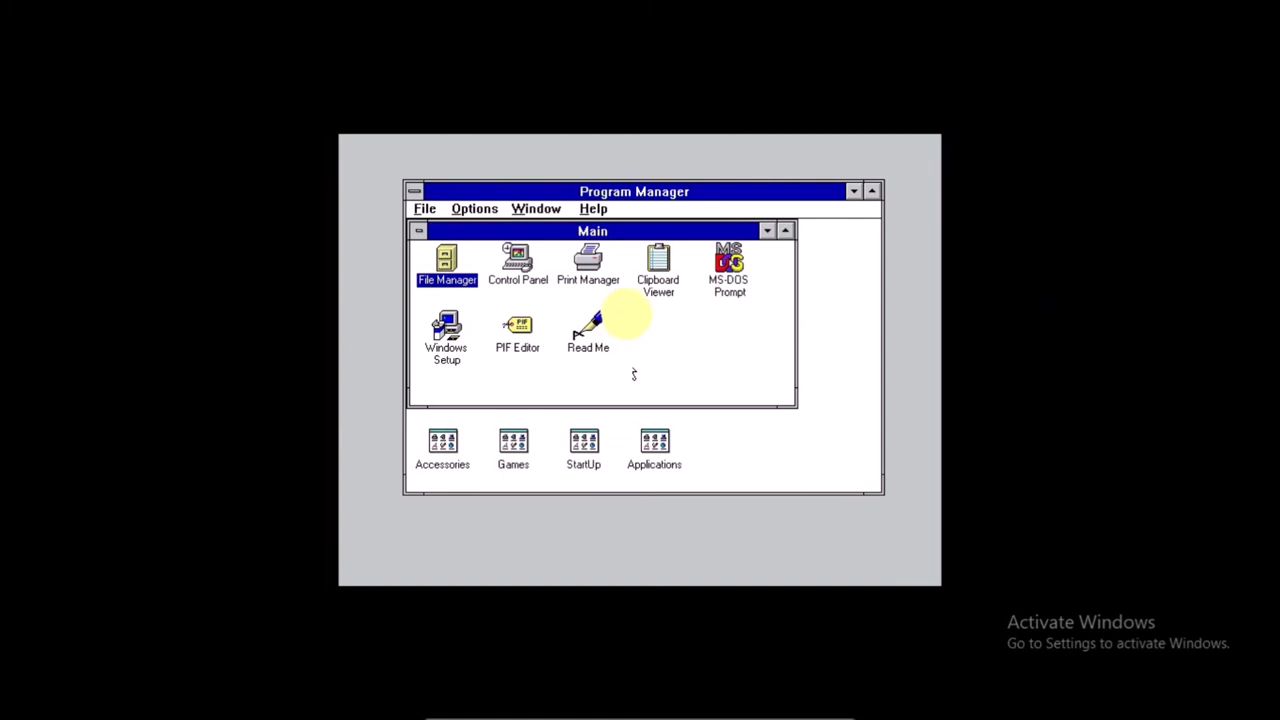 Program Manager
File Options Window Help
Main
File Manager Control Panel Print Manager Clipboard Viewer MS-DOS Prompt
Windows Setup PIF Editor Read Me
Accessories Games StartUp Applications
Activate Windows
Go to Settings to activate Windows.